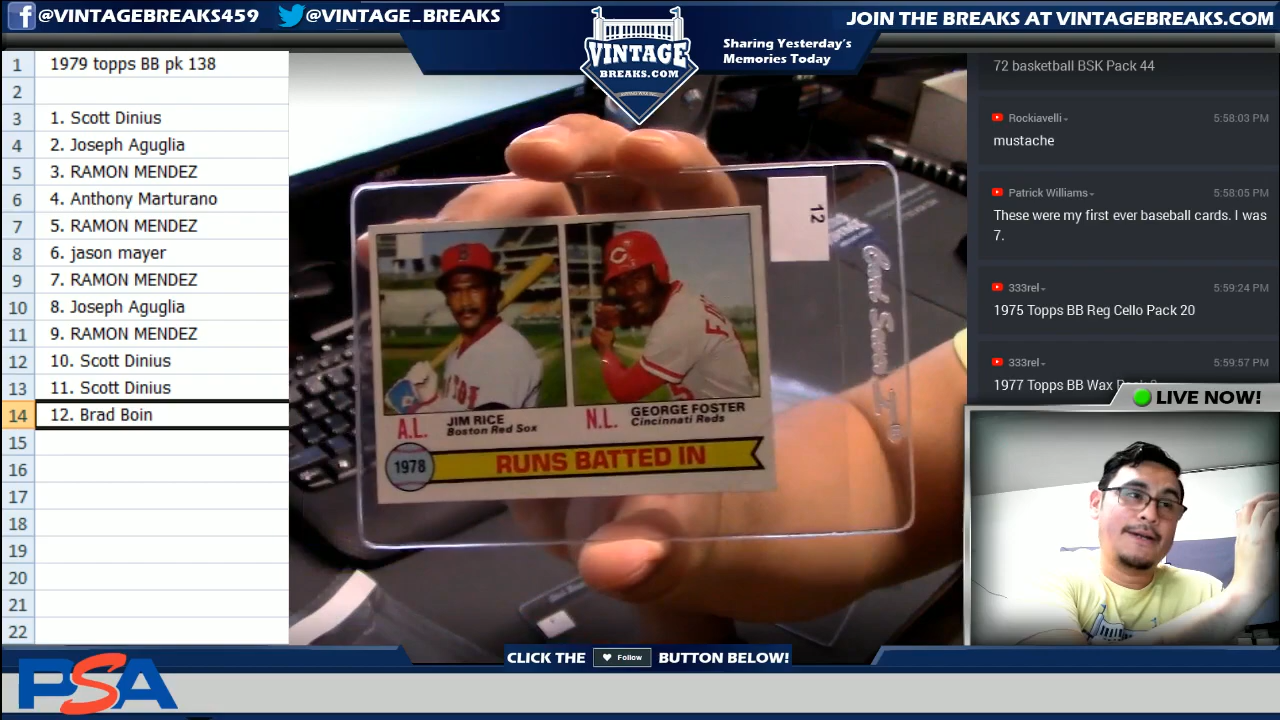 @VINTAGEBREAKS459 @VINTAGE_BREAKS
VINTAGE
BREAKS.COM
Sharing Yesterday's
Memories Today
JOIN THE BREAKS AT VINTAGEBREAKS.COM
1 1979 topps BB pk 138
2
3 1. Scott Dinius
4 2. Joseph Aguglia
5 3. RAMON MENDEZ
6 4. Anthony Marturano
7 5. RAMON MENDEZ
8 6. jason mayer
9 7. RAMON MENDEZ
10 8. Joseph Aguglia
11 9. RAMON MENDEZ
12 10. Scott Dinius
13 11. Scott Dinius
14 12. Brad Boin
15
16
17
18
19
20
21
22
12
Card Saver I
A.L. JIM RICE
Boston Red Sox
N.L. GEORGE FOSTER
Cincinnati Reds
1978 RUNS BATTED IN
72 basketball BSK Pack 44
Rockiavelli 5:58:03 PM
mustache
Patrick Williams 5:58:05 PM
These were my first ever baseball cards. I was
7.
333rel 5:59:24 PM
1975 Topps BB Reg Cello Pack 20
333rel 5:59:57 PM
1977 Topps BB Wax
LIVE NOW!
CLICK THE Follow BUTTON BELOW!
PSA